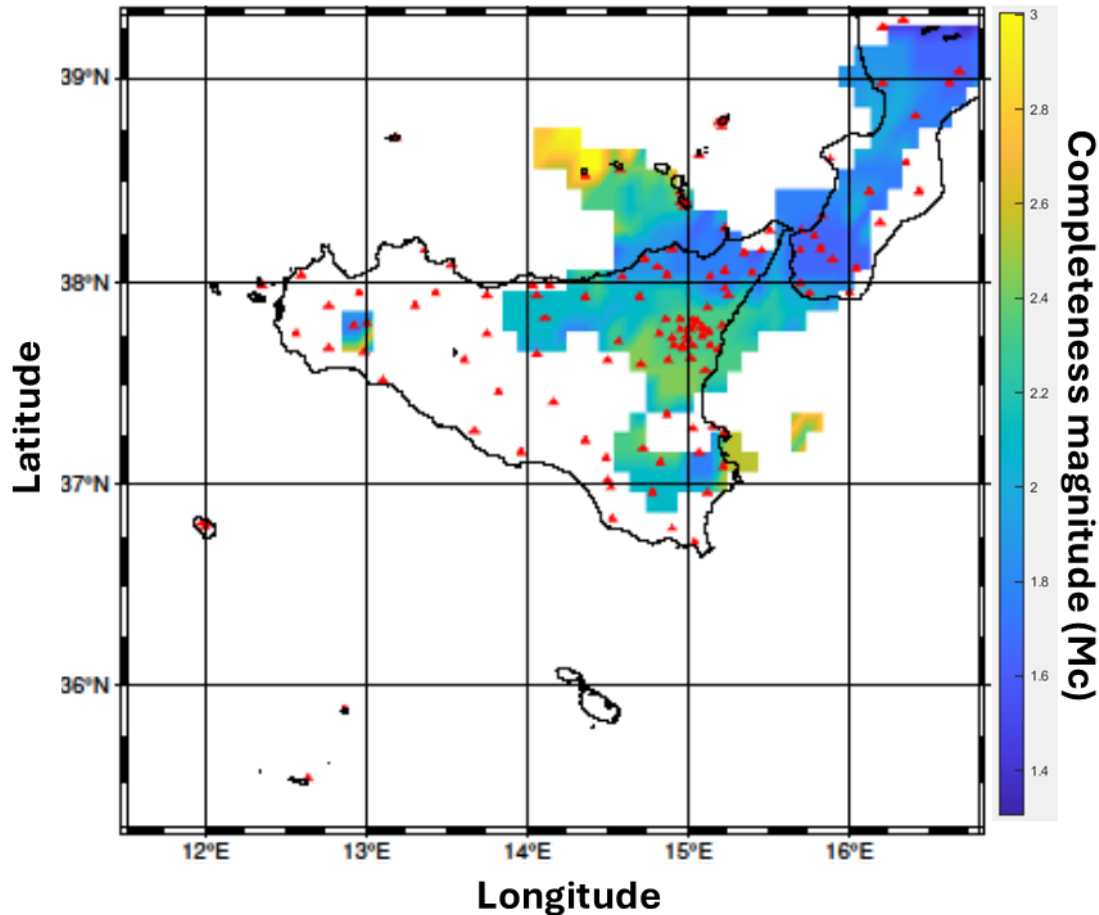 39°N
38°N
37°N
36°N
12°E 13°E 14°E 15°E 16°E
Latitude
Longitude
3
2.8
2.6
2.4
2.2
2
1.8
1.6
1.4
Completeness magnitude (Mc)